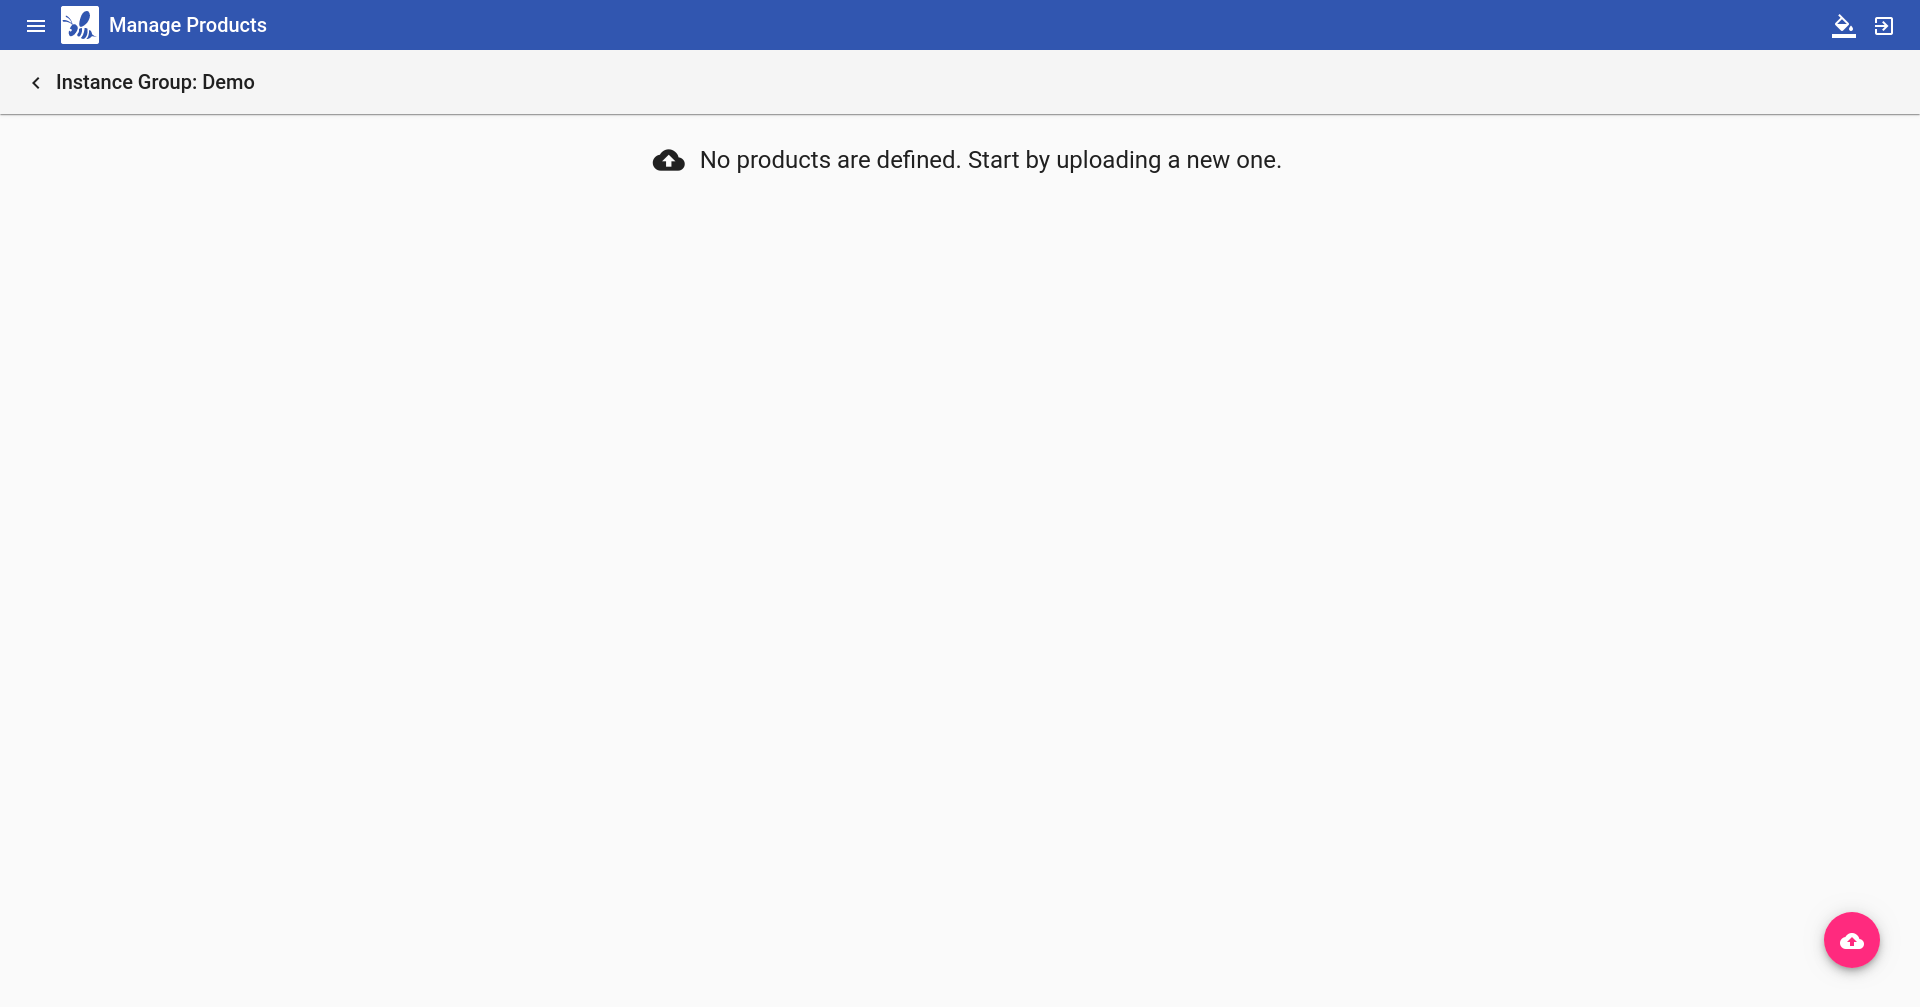 Manage Products
Instance Group: Demo
No products are defined. Start by uploading a new one.